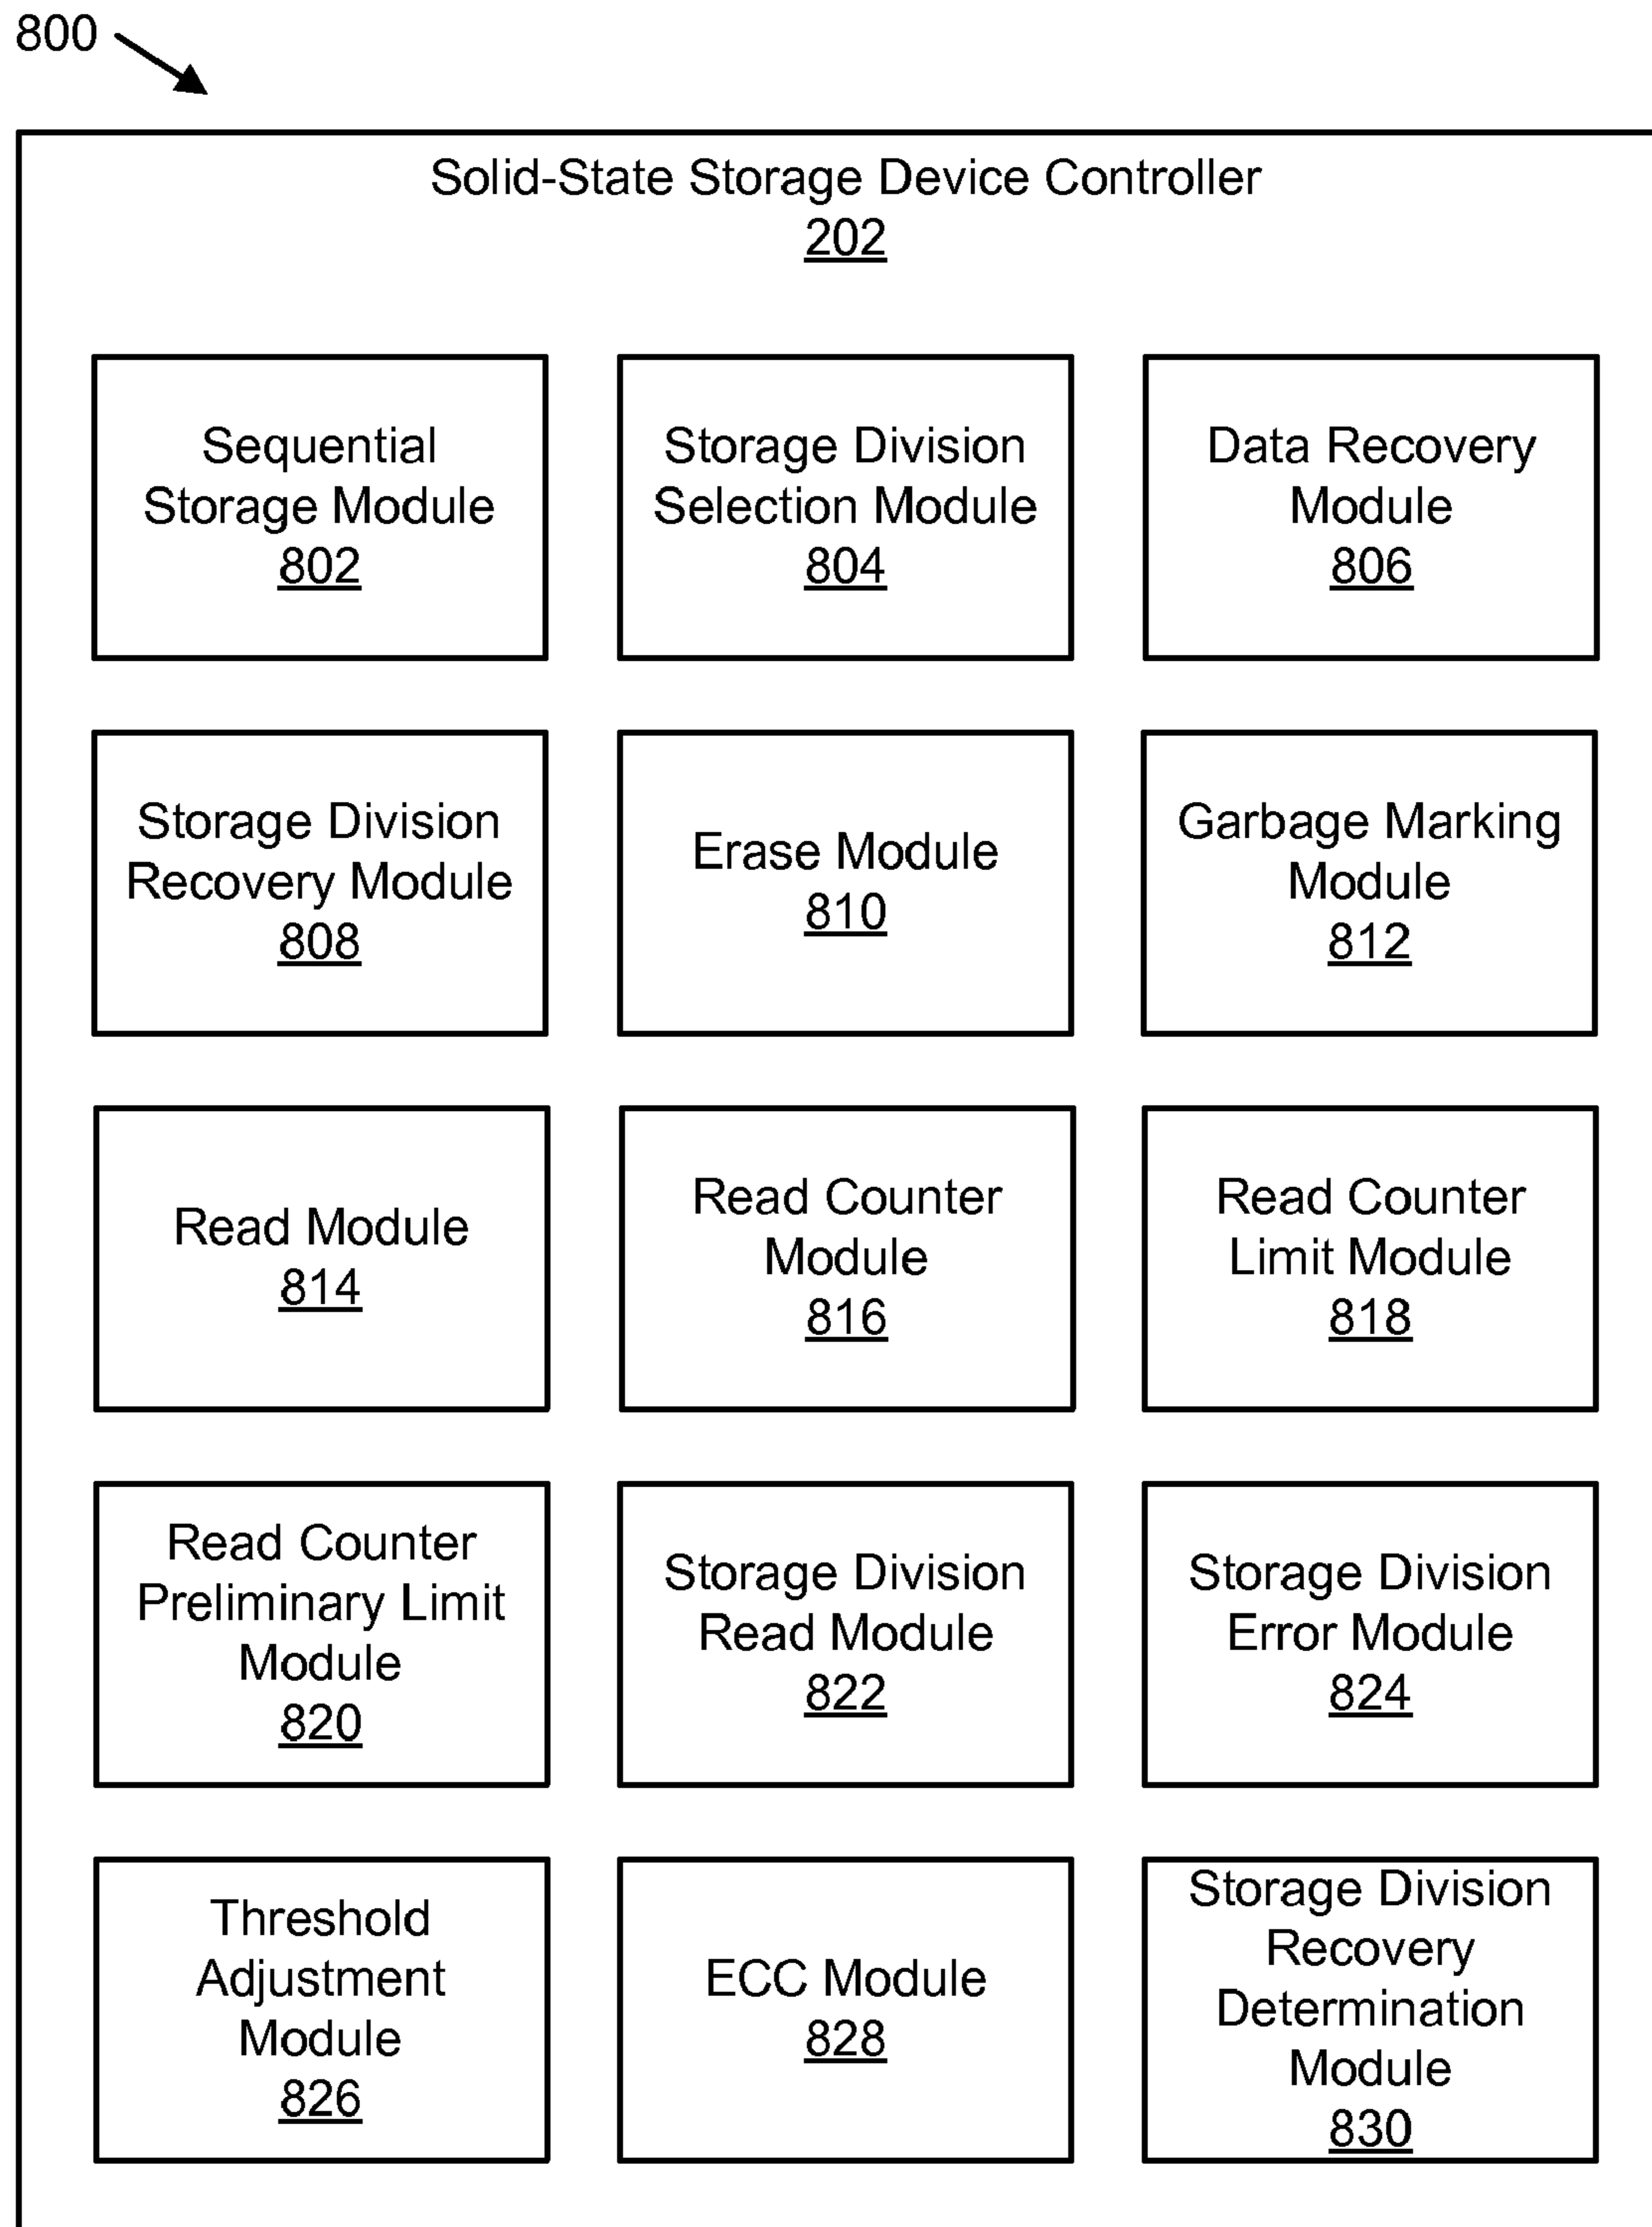 800
Solid-State Storage Device Controller
202
Sequential
Storage Module
802
Storage Division
Selection Module
804
Data Recovery
Module
806
Storage Division
Recovery Module
808
Erase Module
810
Garbage Marking
Module
812
Read Module
814
Read Counter
Module
816
Read Counter
Limit Module
818
Read Counter
Preliminary Limit
Module
820
Storage Division
Read Module
822
Storage Division
Error Module
824
Threshold
Adjustment
Module
826
ECC Module
828
Storage Division
Recovery
Determination
Module
830